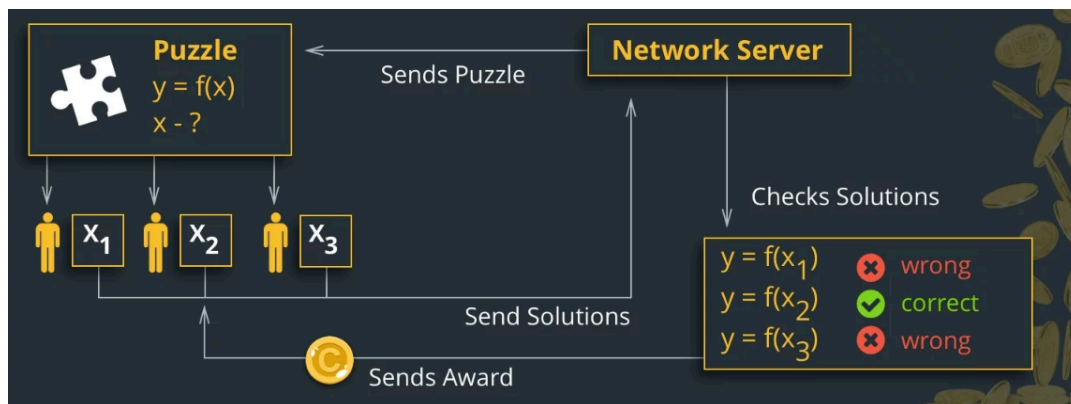 Puzzle
y = f(x)
x - ?
Sends Puzzle
Network Server
Checks Solutions
X₁
X₂
X₃
Send Solutions
y = f(x₁) wrong
y = f(x₂) correct
y = f(x₃) wrong
C
Sends Award